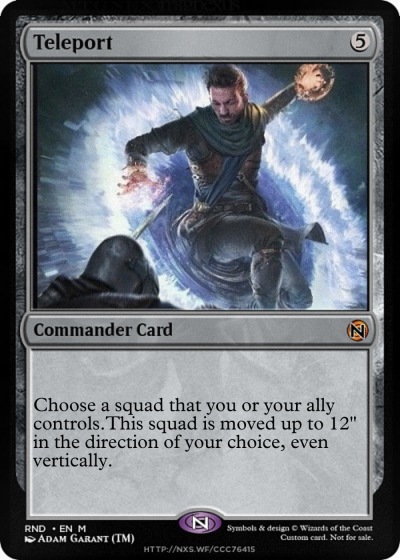 Teleport 5
Commander Card
Choose a squad that you or your ally
controls.This squad is moved up to 12"
in the direction of your choice, even
vertically.
RND • EN M
Adam Garant (TM)
N
Symbols & design © Wizards of the Coast
Custom card. Not for sale.
HTTP://NXS.WF/CCC76415